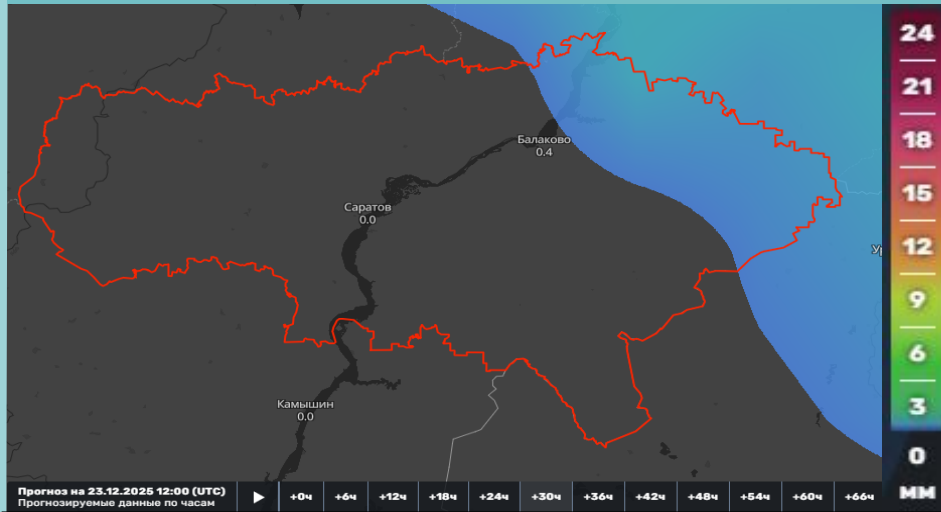 24
21
18
Балаково
0.4
15
Саратов
0.0
12
9
6
3
Камышин
0.0
0
мм
Прогноз на 23.12.2025 12:00 (UTC)
Прогнозируемые данные по часам
+0ч +6ч +12ч +18ч +24ч +30ч +36ч +42ч +48ч +54ч +60ч +66ч